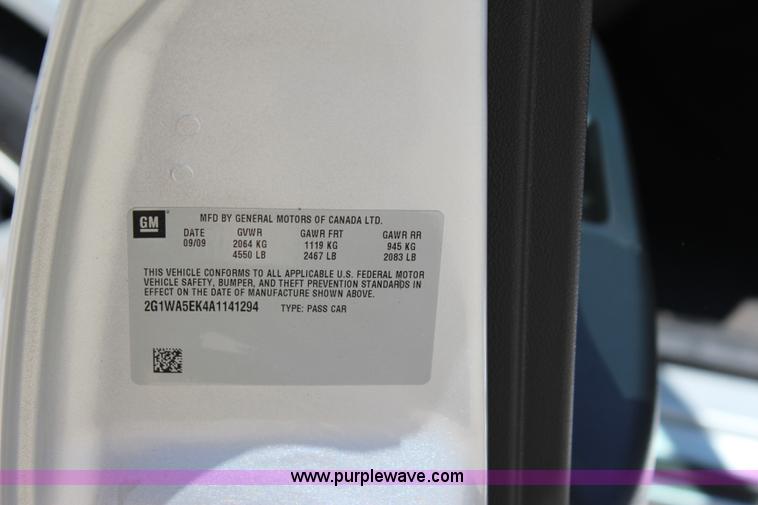 GM
MFD BY GENERAL MOTORS OF CANADA LTD.
DATE GVWR GAWR FRT GAWR RR
09/09 2064 KG 1119 KG 945 KG
4550 LB 2467 LB 2083 LB
THIS VEHICLE CONFORMS TO ALL APPLICABLE U.S. FEDERAL MOTOR
VEHICLE SAFETY, BUMPER, AND THEFT PREVENTION STANDARDS IN
EFFECT ON THE DATE OF MANUFACTURE SHOWN ABOVE.
2G1WA5EK4A1141294 TYPE: PASS CAR
www.purplewave.com